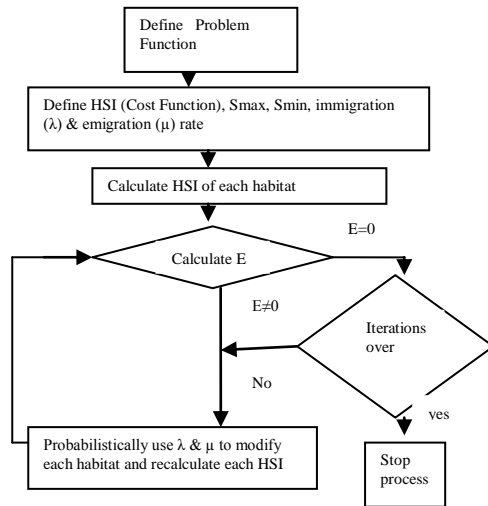 Define Problem
Function
Define HSI (Cost Function), Smax, Smin, immigration
(λ) & emigration (μ) rate
Calculate HSI of each habitat
E=0
Calculate E
E≠0
Iterations
over
No
yes
Probabilistically use λ & μ to modify
each habitat and recalculate each HSI
Stop
process